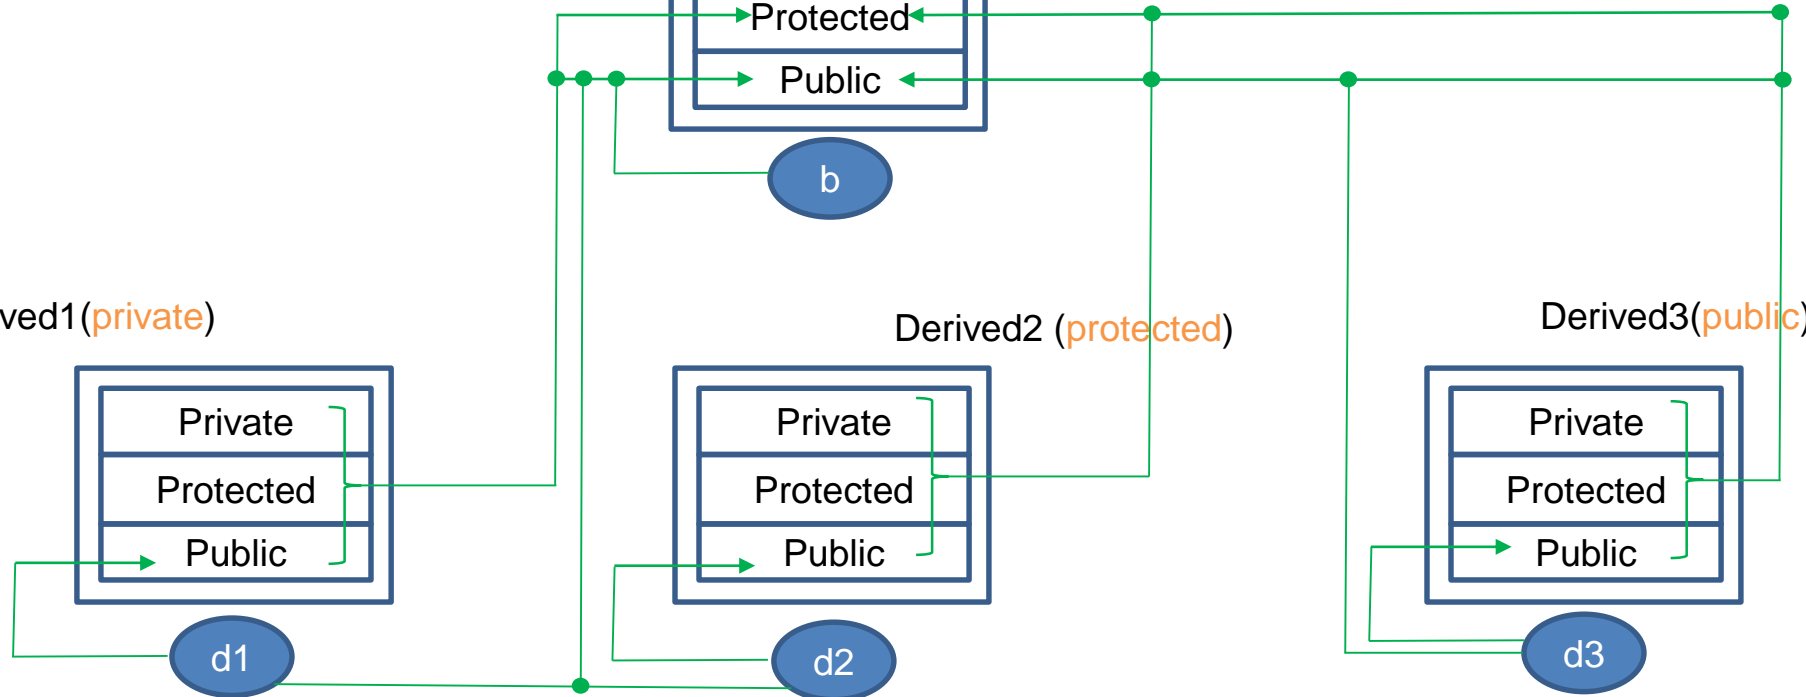 Protected
Public
b
ved1(private)
Derived2 (protected)
Derived3(public)
Private
Private
Private
Protected
Protected
Protected
Public
Public
Public
d1
d2
d3